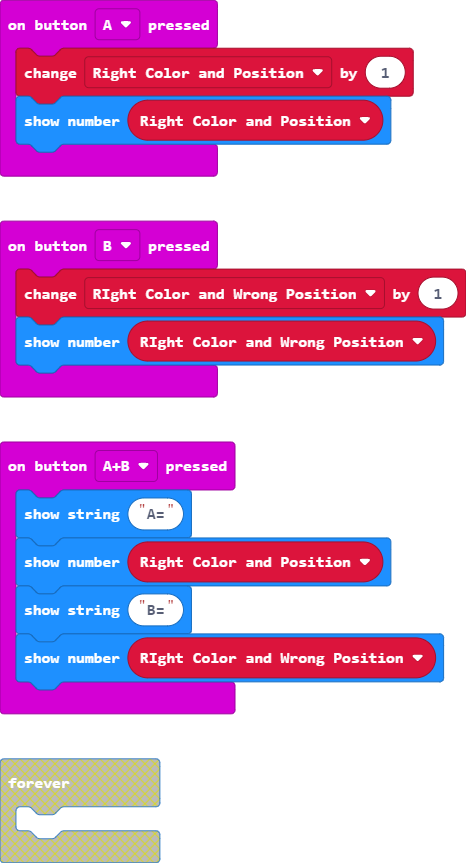 on button A pressed
change Right Color and Position by 1
show number Right Color and Position
on button B pressed
change RIght Color and Wrong Position by 1
show number RIght Color and Wrong Position
on button A+B pressed
show string "A="
show number Right Color and Position
show string "B="
show number RIght Color and Wrong Position
forever